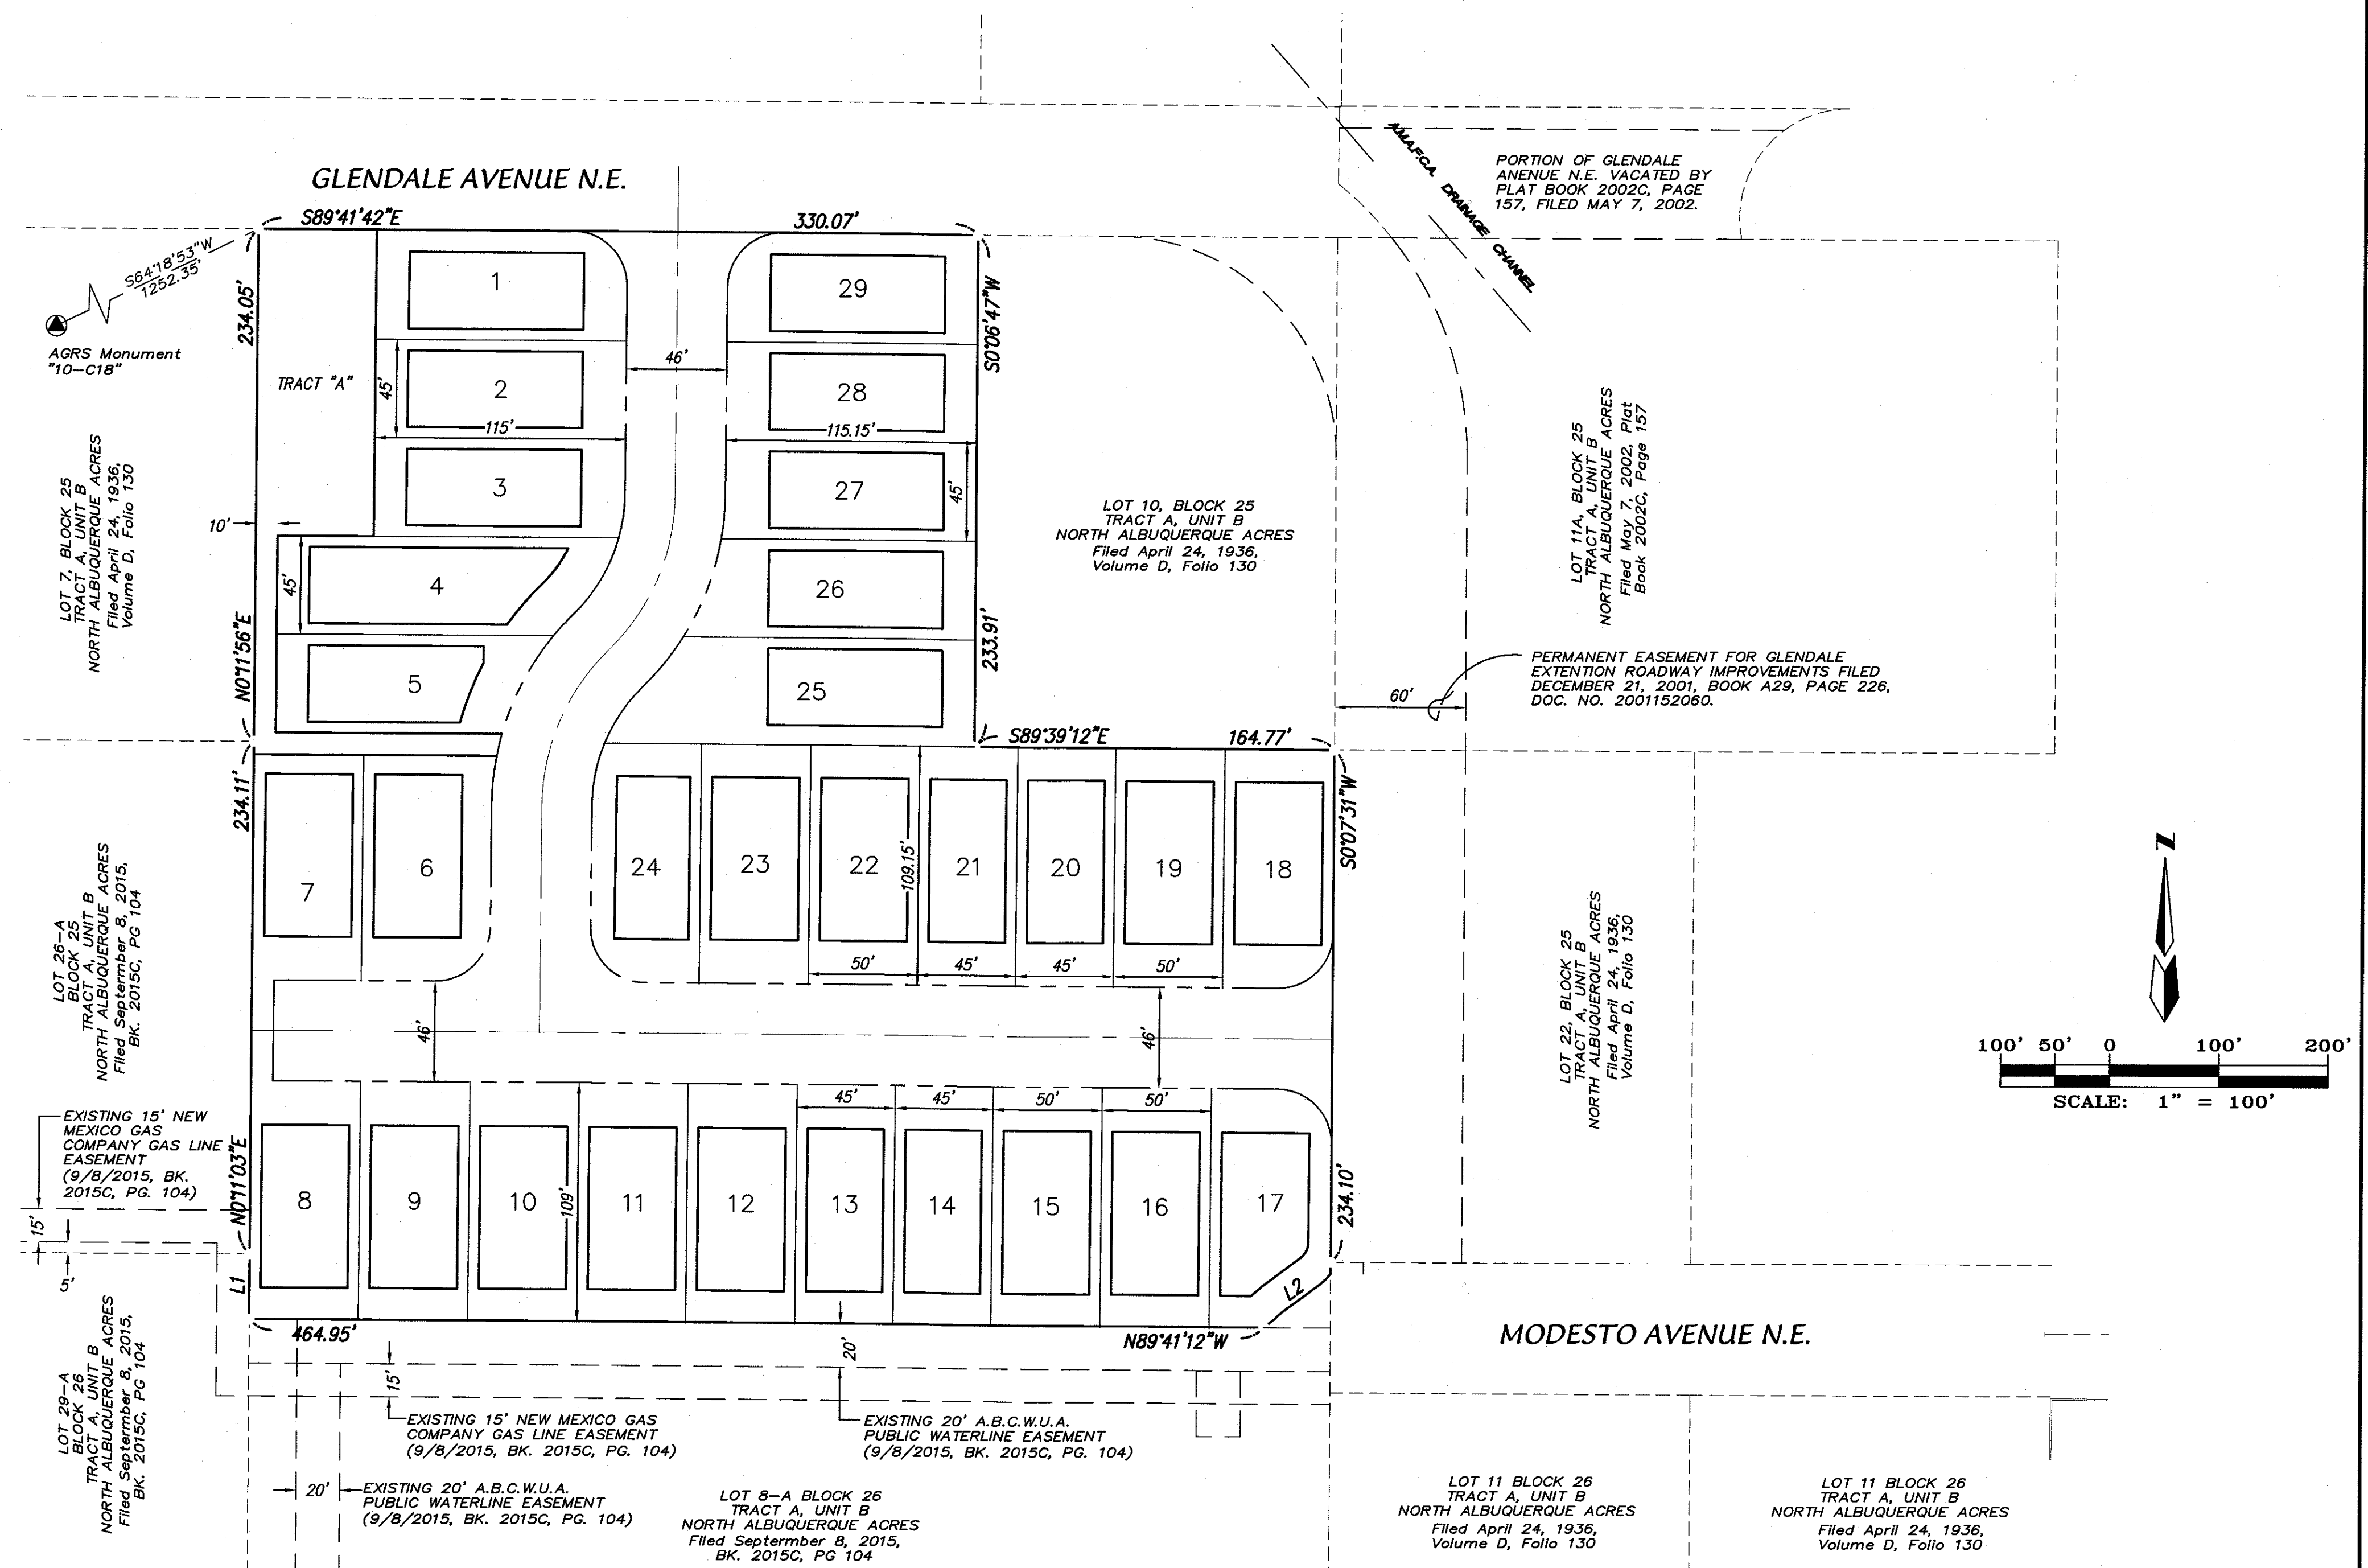 GLENDALE AVENUE N.E.
S89°41'42"E
330.07'
A.M.A.F.C.A. DRAINAGE CHANNEL
PORTION OF GLENDALE
ANENUE N.E. VACATED BY
PLAT BOOK 2002C, PAGE
157, FILED MAY 7, 2002.
S64°18'53"W
1252.35'
AGRS Monument
"10-C18"
234.05'
N0°11'56"E
TRACT "A"
1
2
3
4
5
45'
115'
10'
45'
46'
29
28
27
26
25
115.15'
45'
S0°06'47"W
233.91'
LOT 7, BLOCK 25
TRACT A, UNIT B
NORTH ALBUQUERQUE ACRES
Filed April 24, 1936,
Volume D, Folio 130
LOT 10, BLOCK 25
TRACT A, UNIT B
NORTH ALBUQUERQUE ACRES
Filed April 24, 1936,
Volume D, Folio 130
LOT 11A, BLOCK 25
TRACT A, UNIT B
NORTH ALBUQUERQUE ACRES
Filed May 7, 2002, Plat
Book 2002C, Page 157
60'
PERMANENT EASEMENT FOR GLENDALE
EXTENTION ROADWAY IMPROVEMENTS FILED
DECEMBER 21, 2001, BOOK A29, PAGE 226,
DOC. NO. 2001152060.
S89°39'12"E
164.77'
234.11'
N0°11'03"E
7
6
24
23
22
21
20
19
18
109.15'
50'
45'
45'
50'
S0°07'31"W
234.10'
LOT 26-A
BLOCK 25
TRACT A, UNIT B
NORTH ALBUQUERQUE ACRES
Filed Septermber 8, 2015,
BK. 2015C, PG 104
LOT 22, BLOCK 25
TRACT A, UNIT B
NORTH ALBUQUERQUE ACRES
Filed April 24, 1936,
Volume D, Folio 130
46'
46'
Z
100' 50' 0 100' 200'
SCALE: 1" = 100'
EXISTING 15' NEW
MEXICO GAS
COMPANY GAS LINE
EASEMENT
(9/8/2015, BK.
2015C, PG. 104)
15'
5'
45'
45'
50'
50'
109'
8
9
10
11
12
13
14
15
16
17
L1
L2
464.95'
N89°41'12"W
MODESTO AVENUE N.E.
20'
15'
LOT 29-A
BLOCK 26
TRACT A, UNIT B
NORTH ALBUQUERQUE ACRES
Filed Septermber 8, 2015,
BK. 2015C, PG 104
EXISTING 15' NEW MEXICO GAS
COMPANY GAS LINE EASEMENT
(9/8/2015, BK. 2015C, PG. 104)
EXISTING 20' A.B.C.W.U.A.
PUBLIC WATERLINE EASEMENT
(9/8/2015, BK. 2015C, PG. 104)
20'
EXISTING 20' A.B.C.W.U.A.
PUBLIC WATERLINE EASEMENT
(9/8/2015, BK. 2015C, PG. 104)
LOT 8-A BLOCK 26
TRACT A, UNIT B
NORTH ALBUQUERQUE ACRES
Filed Septermber 8, 2015,
BK. 2015C, PG 104
LOT 11 BLOCK 26
TRACT A, UNIT B
NORTH ALBUQUERQUE ACRES
Filed April 24, 1936,
Volume D, Folio 130
LOT 11 BLOCK 26
TRACT A, UNIT B
NORTH ALBUQUERQUE ACRES
Filed April 24, 1936,
Volume D, Folio 130